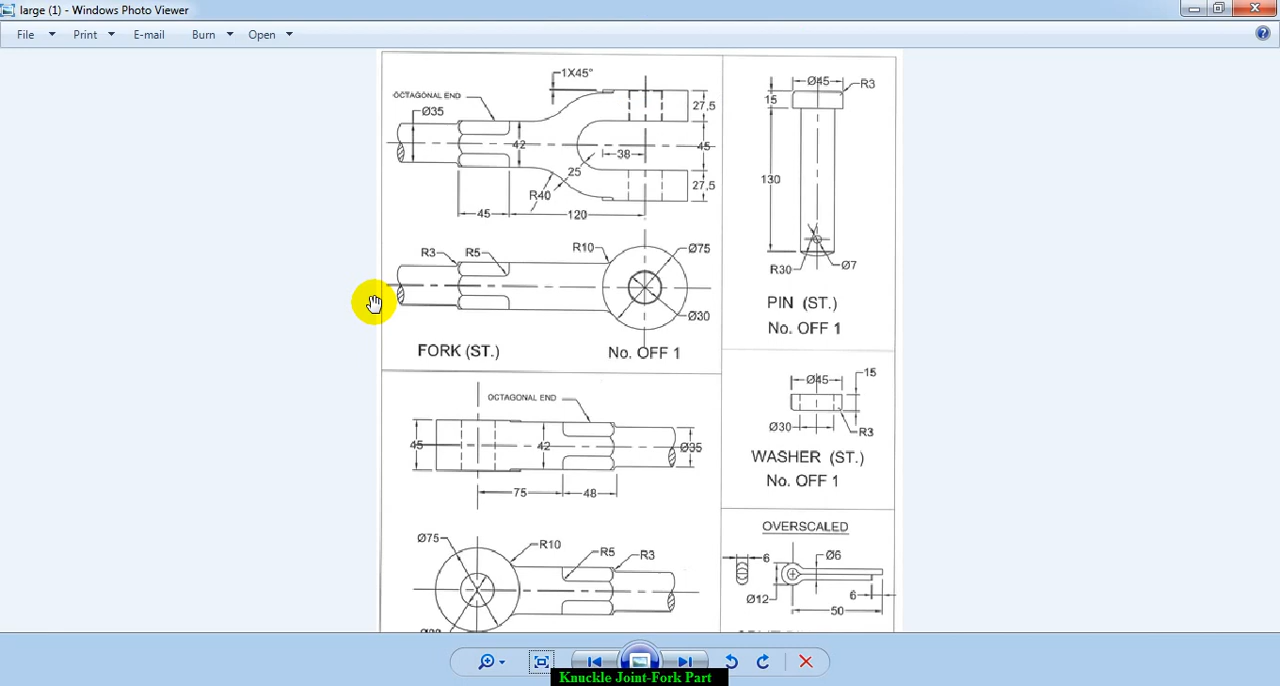 large (1) - Windows Photo Viewer
File Print E-mail Burn Open
1X45°
OCTAGONAL END
Ø35
27,5
42
38
45
25
R40
27,5
45
120
R3
R5
R10
Ø75
Ø30
FORK (ST.)
No. OFF 1
Ø45
R3
15
130
R30
Ø7
PIN (ST.)
No. OFF 1
OCTAGONAL END
45
42
Ø35
75
48
Ø75
R10
R5
R3
Ø45
15
Ø30
R3
WASHER (ST.)
No. OFF 1
OVERSCALED
6
Ø6
Ø12
6
50
Knuckle Joint-Fork Part